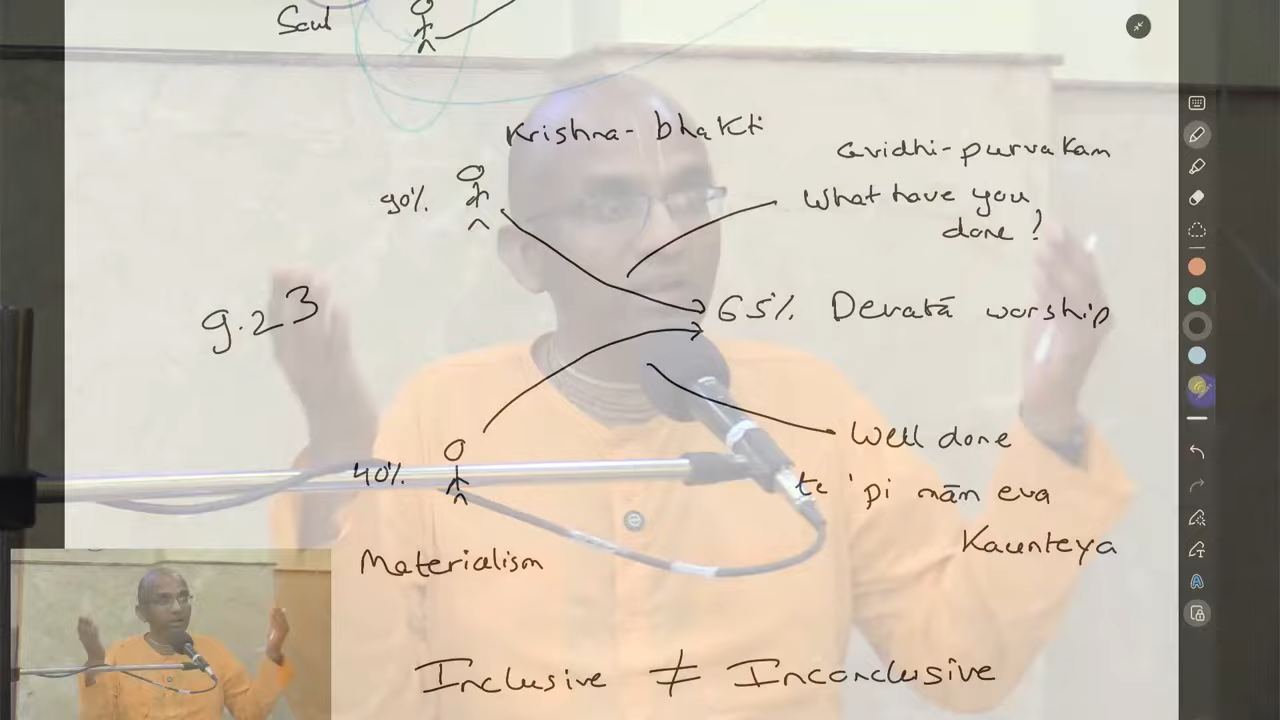 Soul
Krishna-bhakti
avidhi-purvakam
90%
What have you
done?
9.23
65% Devatā worship
Well done
40%
te 'pi mām eva
Kaunteya
Materialism
Inclusive ≠ Inconclusive